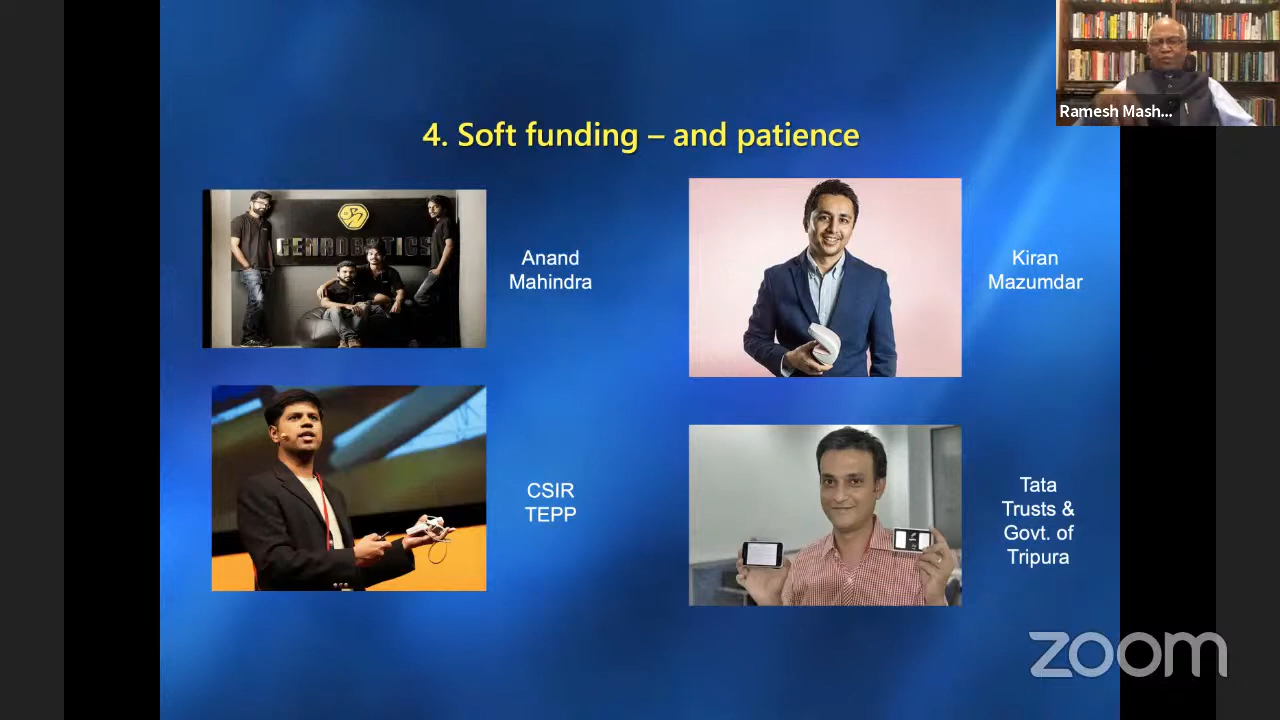 Ramesh Mash...
4. Soft funding – and patience
GENROBOTICS
Anand
Mahindra
Kiran
Mazumdar
CSIR
TEPP
Tata
Trusts &
Govt. of
Tripura
zoom